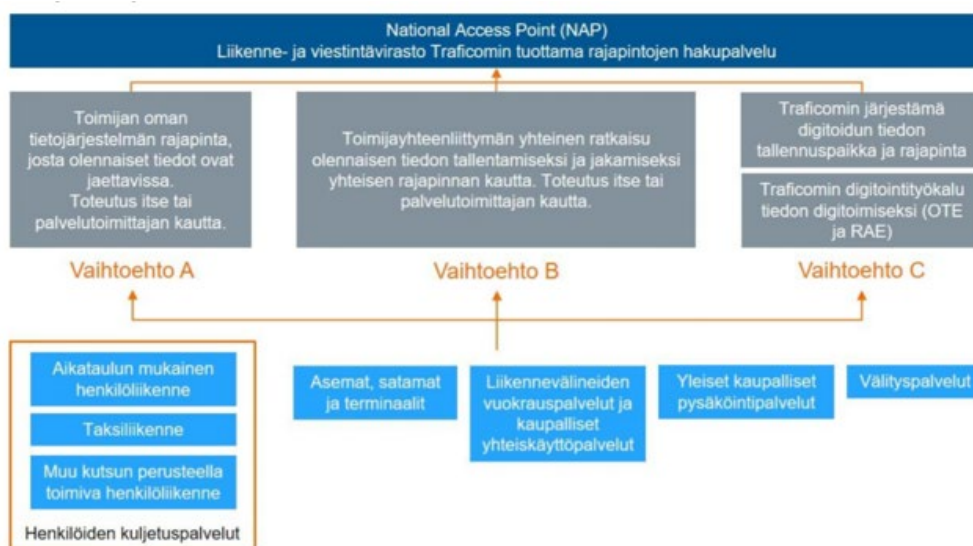 National Access Point (NAP)
Liikenne- ja viestintävirasto Traficomin tuottama rajapintojen hakupalvelu
Toimijan oman
tietojärjestelmän rajapinta,
josta olennaiset tiedot ovat
jaettavissa.
Toteutus itse tai
palvelutoimittajan kautta.
Vaihtoehto A
Toimijayhteenliittymän yhteinen ratkaisu
olennaisen tiedon tallentamiseksi ja jakamiseksi
yhteisen rajapinnan kautta. Toteutus itse tai
palvelutoimittajan kautta.
Vaihtoehto B
Traficomin järjestämä
digitoidun tiedon
tallennuspaikka ja rajapinta
Traficomin digitointityökalu
tiedon digitoimiseksi (OTE
ja RAE)
Vaihtoehto C
Aikataulun mukainen
henkilöliikenne
Taksiliikenne
Muu kutsun perusteella
toimiva henkilöliikenne
Henkilöiden kuljetuspalvelut
Asemat, satamat
ja terminaalit
Liikennevälineiden
vuokrauspalvelut ja
kaupalliset
yhteiskäyttöpalvelut
Yleiset kaupalliset
pysäköintipalvelut
Välityspalvelut